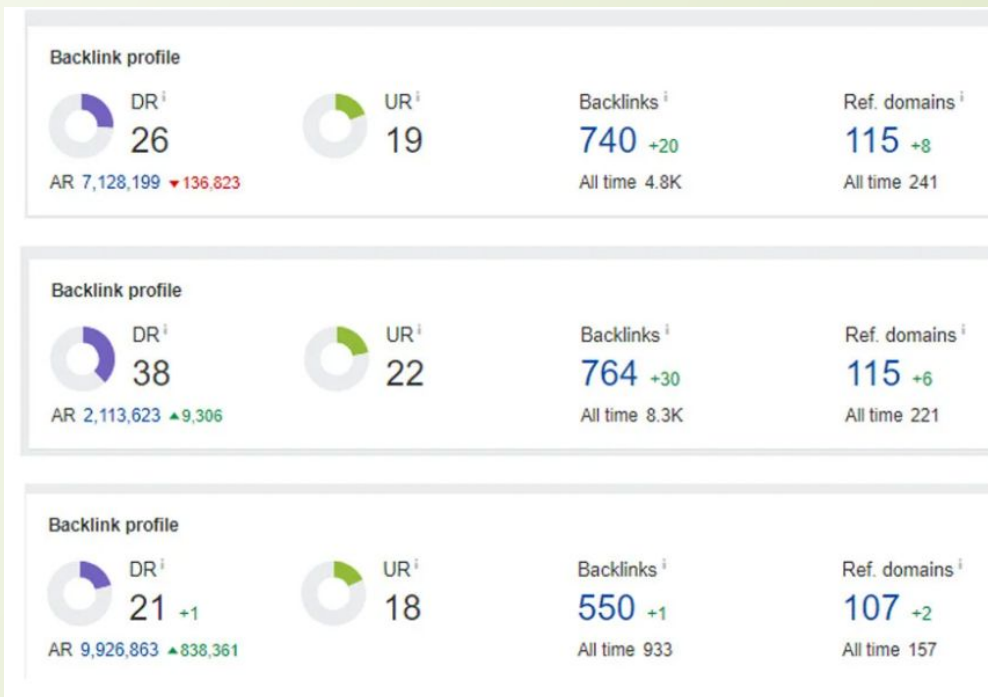 Backlink profile
DR i UR i Backlinks i Ref. domains i
26 19 740 +20 115 +8
AR 7,128,199 ▼136,823 All time 4.8K All time 241
Backlink profile
DR i UR i Backlinks i Ref. domains i
38 22 764 +30 115 +6
AR 2,113,623 ▲9,306 All time 8.3K All time 221
Backlink profile
DR i UR i Backlinks i Ref. domains i
21 +1 18 550 +1 107 +2
AR 9,926,863 ▲838,361 All time 933 All time 157